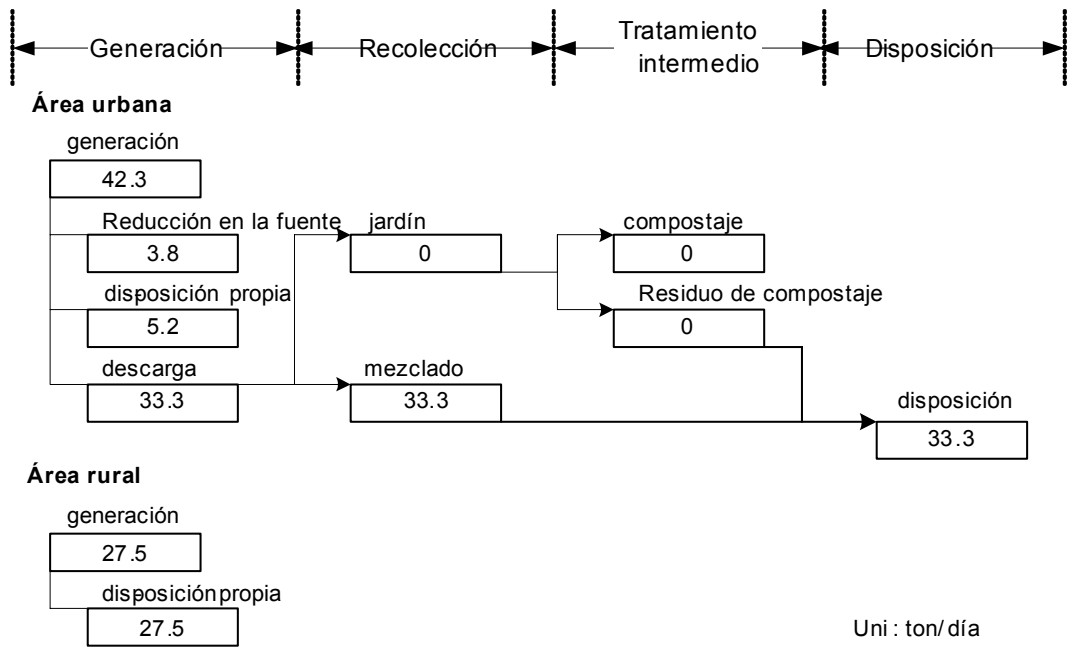 Generación
Recolección
Tratamiento
intermedio
Disposición
Área urbana
generación
42.3
Reducción en la fuente
3.8
disposición propia
5.2
descarga
33.3
jardín
0
mezclado
33.3
compostaje
0
Residuo de compostaje
0
disposición
33.3
Área rural
generación
27.5
disposición propia
27.5
Uni : ton/día